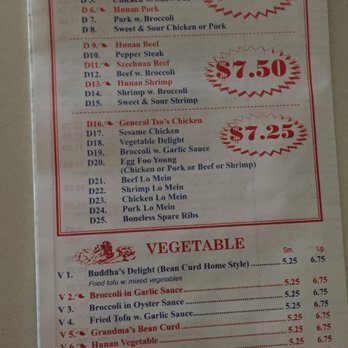 D 6. Hunan Pork
D 7. Pork w. Broccoli
D 8. Sweet & Sour Chicken or Pork
D 9. Hunan Beef
D10. Pepper Steak
D11. Szechuan Beef
D12. Beef w. Broccoli
D13. Hunan Shrimp
D14. Shrimp w. Broccoli
D15. Sweet & Sour Shrimp
$7.50
D16. General Tso's Chicken
D17. Sesame Chicken
D18. Vegetable Delight
D19. Broccoli w. Garlic Sauce
D20. Egg Foo Young
(Chicken or Pork or Beef or Shrimp)
D21. Beef Lo Mein
D22. Shrimp Lo Mein
D23. Chicken Lo Mein
D24. Pork Lo Mein
D25. Boneless Spare Ribs
$7.25
VEGETABLE
Sm. Lg.
V 1. Buddha's Delight (Bean Curd Home Style) 5.25 6.75
Fried tofu w. mixed vegetables
V 2. Broccoli in Garlic Sauce 5.25 6.75
V 3. Broccoli in Oyster Sauce 5.25 6.75
V 4. Fried Tofu w. Garlic Sauce 5.25 6.75
V 5. Grandma's Bean Curd 5.25 6.75
V 6. Hunan Vegetable 5.25 6.75